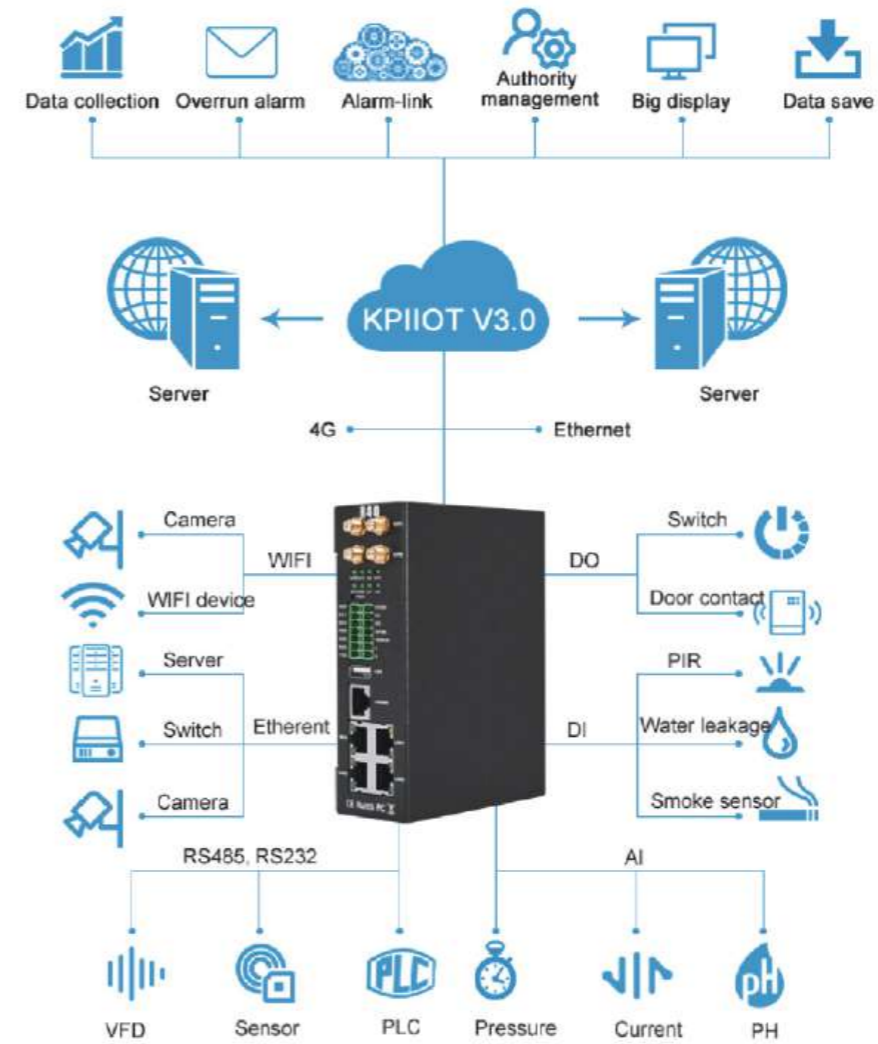 Data collection
Overrun alarm
Alarm-link
Authority
management
Big display
Data save
KPIIOT V3.0
Server
Server
4G
Ethernet
Camera
WIFI
WIFI device
Server
Switch
Etherent
Camera
Switch
DO
Door contact
PIR
DI
Water leakage
Smoke sensor
RS485, RS232
AI
PLC
pH
VFD
Sensor
PLC
Pressure
Current
PH